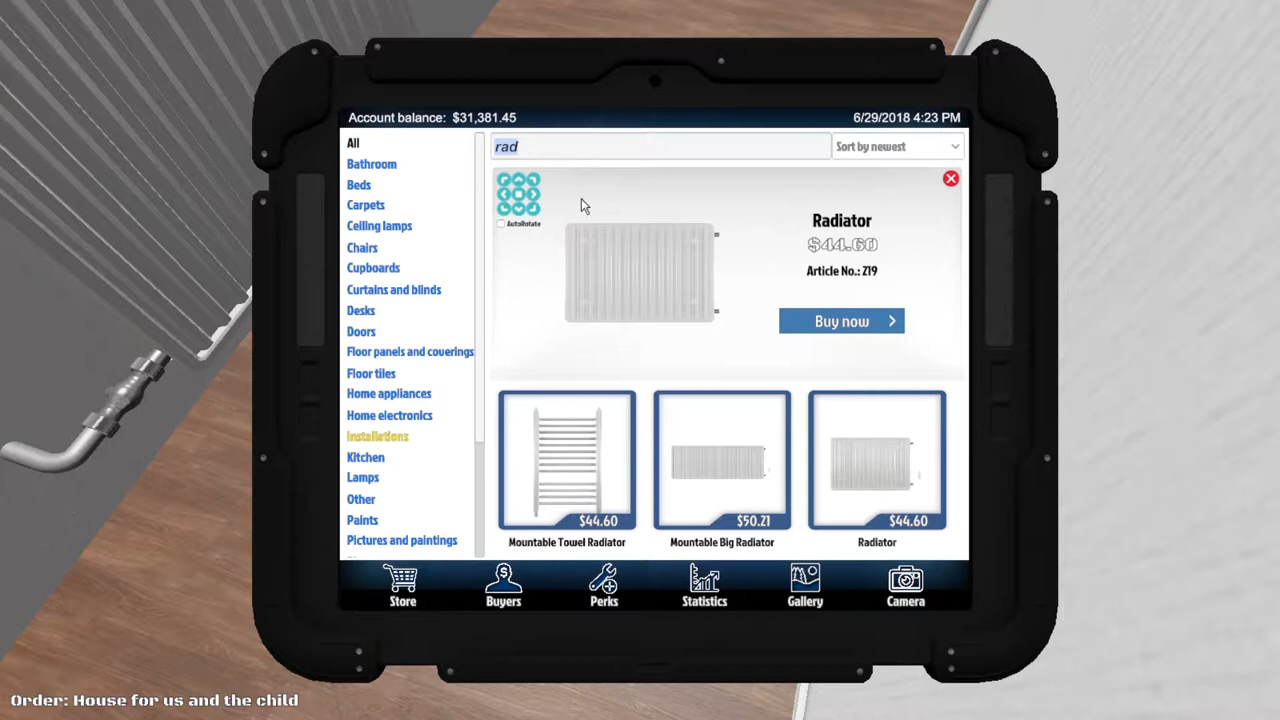 Account balance: $31,381.45
6/29/2018 4:23 PM
All
Bathroom
Beds
Carpets
Ceiling lamps
Chairs
Cupboards
Curtains and blinds
Desks
Doors
Floor panels and coverings
Floor tiles
Home appliances
Home electronics
Installations
Kitchen
Lamps
Other
Paints
Pictures and paintings
rad
Sort by newest
AutoRotate
Radiator
$44.60
Article No.: Z19
Buy now
$44.60
$50.21
$44.60
Mountable Towel Radiator
Mountable Big Radiator
Radiator
Store
Buyers
Perks
Statistics
Gallery
Camera
Order: House for us and the child